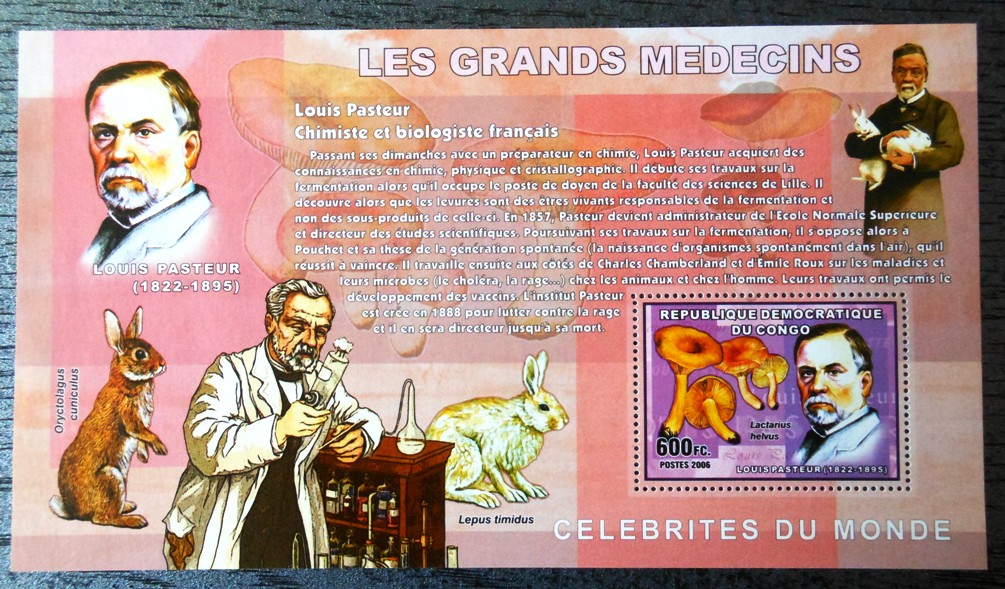 LES GRANDS MEDECINS
Louis Pasteur
Chimiste et biologiste français
Passant ses dimanches avec un préparateur en chimie, Louis Pasteur acquiert des
connaissances en chimie, physique et cristallographie. Il débute ses travaux sur la
fermentation alors qu'il occupe le poste de doyen de la faculté des sciences de Lille. Il
découvre alors que les levures sont des êtres vivants responsables de la fermentation et
non des sous-produits de celle-ci. En 1857, Pasteur devient administrateur de l'Ecole Normale Supérieure
et directeur des études scientifiques. Poursuivant ses travaux sur la fermentation, il s'oppose alors à
Pouchet et sa thèse de la génération spontanée (la naissance d'organismes spontanément dans l'air), qu'il
réussit à vaincre. Il travaille ensuite aux côtés de Charles Chamberland et d'Emile Roux sur les maladies et
leurs microbes (le choléra, la rage...) chez les animaux et chez l'homme. Leurs travaux ont permis le
développement des vaccins. L'institut Pasteur
est créé en 1888 pour lutter contre la rage
et il en sera directeur jusqu'à sa mort.
LOUIS PASTEUR
(1822-1895)
Oryctolagus
cuniculus
Lepus timidus
REPUBLIQUE DEMOCRATIQUE
DU CONGO
Lactarius
helvus
600FC.
POSTES 2006
LOUIS PASTEUR (1822-1895)
CELEBRITES DU MONDE